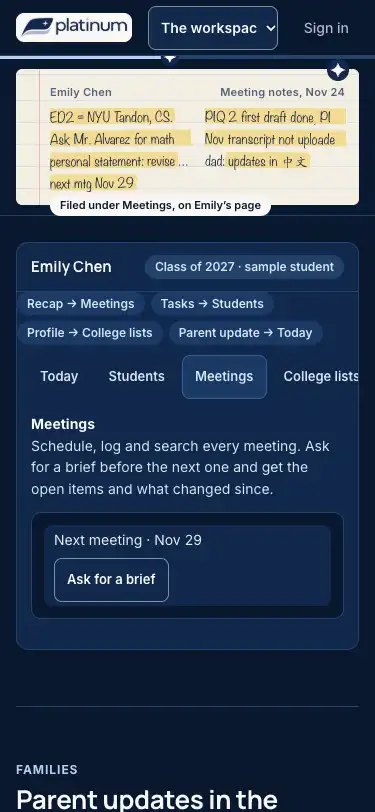 platinum
The workspac
Sign in
Emily Chen
Meeting notes, Nov 24
ED2 = NYU Tandon, CS.
Ask Mr. Alvarez for math
personal statement: revise ...
next mtg Nov 29
PIQ 2 first draft done, PI
Nov transcript not uploade
dad: updates in 中文
Filed under Meetings, on Emily's page
Emily Chen
Class of 2027 · sample student
Recap → Meetings
Tasks → Students
Profile → College lists
Parent update → Today
Today
Students
Meetings
College lists
Meetings
Schedule, log and search every meeting. Ask
for a brief before the next one and get the
open items and what changed since.
Next meeting · Nov 29
Ask for a brief
FAMILIES
Parent updates in the